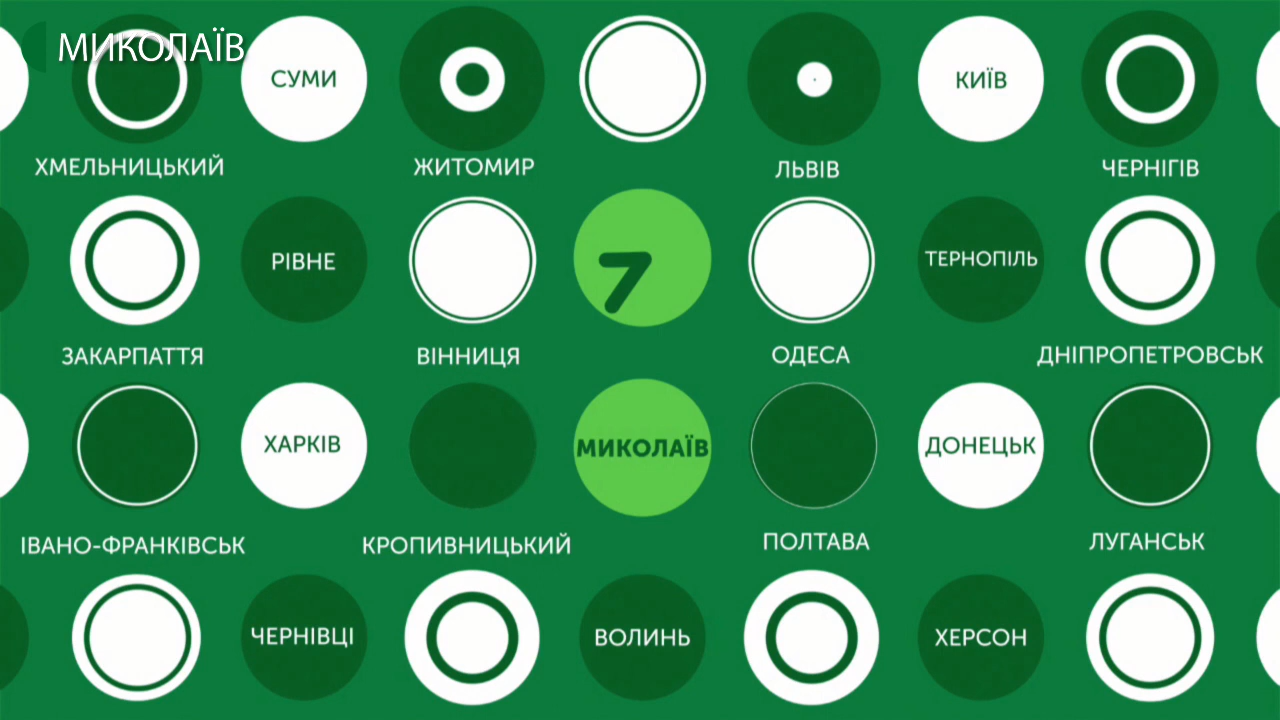 МИКОЛАЇВ
СУМИ
КИЇВ
ХМЕЛЬНИЦЬКИЙ
ЖИТОМИР
ЛЬВІВ
ЧЕРНІГІВ
РІВНЕ
7
ТЕРНОПІЛЬ
ЗАКАРПАТТЯ
ВІННИЦЯ
ОДЕСА
ДНІПРОПЕТРОВСЬК
ХАРКІВ
МИКОЛАЇВ
ДОНЕЦЬК
ІВАНО-ФРАНКІВСЬК
КРОПИВНИЦЬКИЙ
ПОЛТАВА
ЛУГАНСЬК
ЧЕРНІВЦІ
ВОЛИНЬ
ХЕРСОН